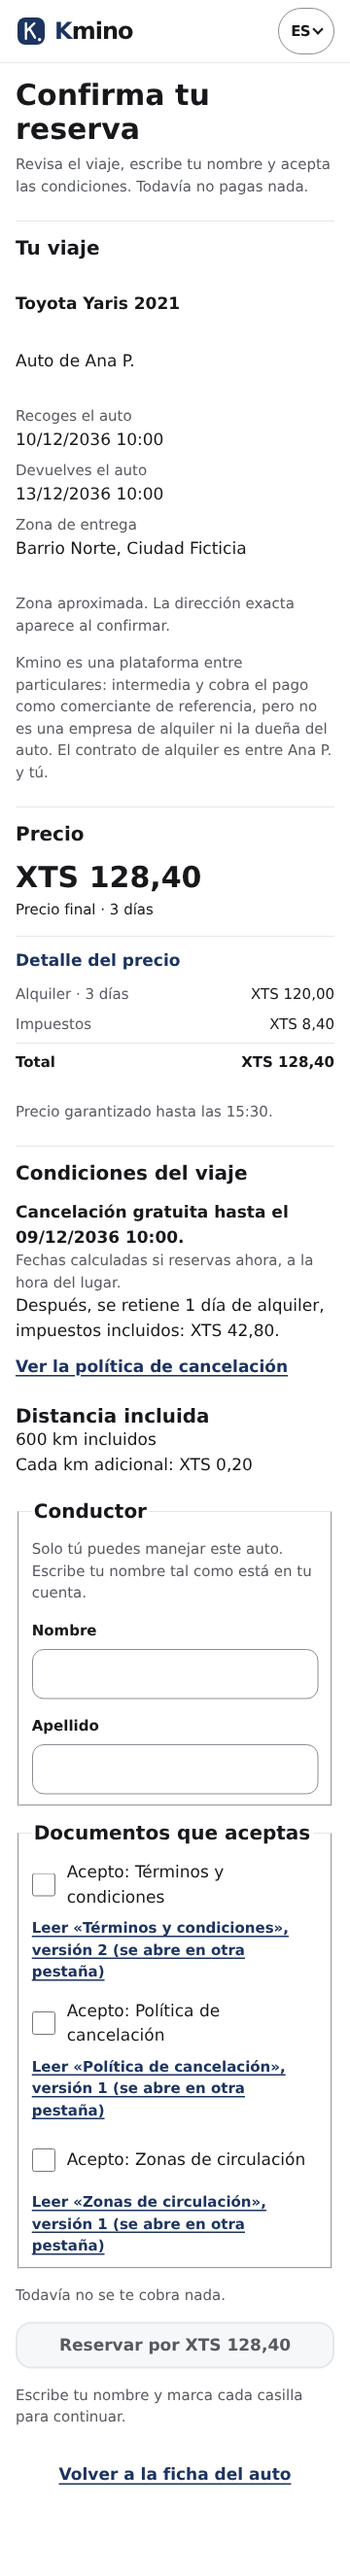 Kmino
ES
Confirma tu
reserva
Revisa el viaje, escribe tu nombre y acepta
las condiciones. Todavía no pagas nada.
Tu viaje
Toyota Yaris 2021
Auto de Ana P.
Recoges el auto
10/12/2036 10:00
Devuelves el auto
13/12/2036 10:00
Zona de entrega
Barrio Norte, Ciudad Ficticia
Zona aproximada. La dirección exacta
aparece al confirmar.
Kmino es una plataforma entre
particulares: intermedia y cobra el pago
como comerciante de referencia, pero no
es una empresa de alquiler ni la dueña del
auto. El contrato de alquiler es entre Ana P.
y tú.
Precio
XTS 128,40
Precio final · 3 días
Detalle del precio
Alquiler · 3 días XTS 120,00
Impuestos XTS 8,40
Total XTS 128,40
Precio garantizado hasta las 15:30.
Condiciones del viaje
Cancelación gratuita hasta el
09/12/2036 10:00.
Fechas calculadas si reservas ahora, a la
hora del lugar.
Después, se retiene 1 día de alquiler,
impuestos incluidos: XTS 42,80.
Ver la política de cancelación
Distancia incluida
600 km incluidos
Cada km adicional: XTS 0,20
Conductor
Solo tú puedes manejar este auto.
Escribe tu nombre tal como está en tu
cuenta.
Nombre
Apellido
Documentos que aceptas
Acepto: Términos y
condiciones
Leer «Términos y condiciones»,
versión 2 (se abre en otra
pestaña)
Acepto: Política de
cancelación
Leer «Política de cancelación»,
versión 1 (se abre en otra
pestaña)
Acepto: Zonas de circulación
Leer «Zonas de circulación»,
versión 1 (se abre en otra
pestaña)
Todavía no se te cobra nada.
Reservar por XTS 128,40
Escribe tu nombre y marca cada casilla
para continuar.
Volver a la ficha del auto